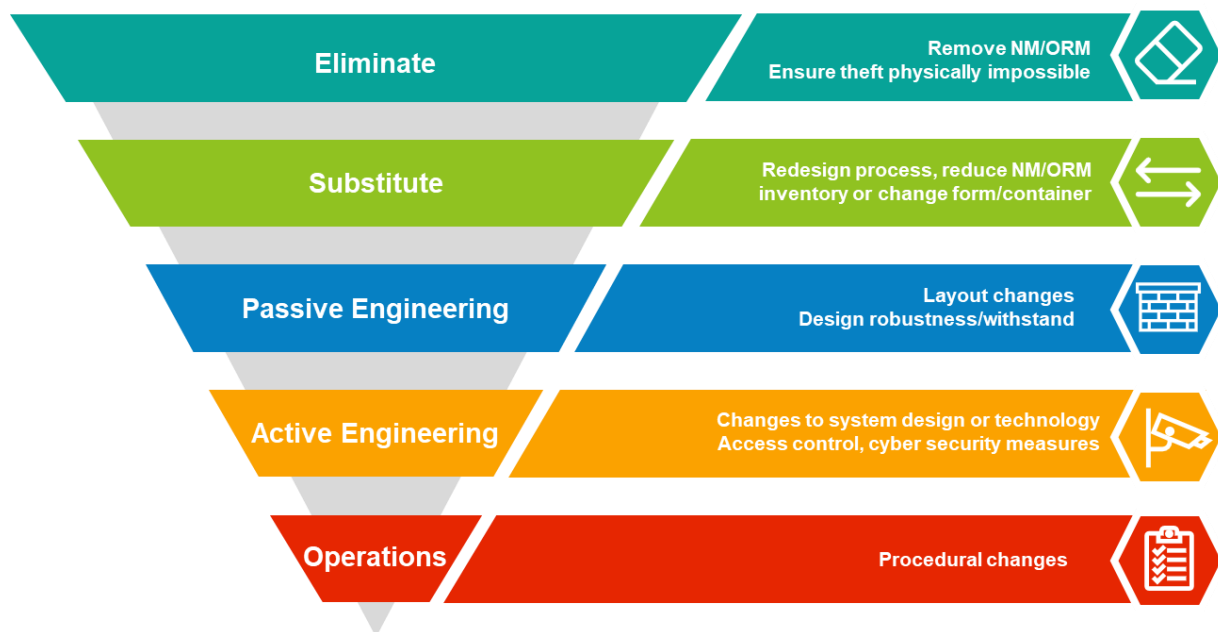 Eliminate
Remove NM/ORM
Ensure theft physically impossible
Substitute
Redesign process, reduce NM/ORM
inventory or change form/container
Passive Engineering
Layout changes
Design robustness/withstand
Active Engineering
Changes to system design or technology
Access control, cyber security measures
Operations
Procedural changes